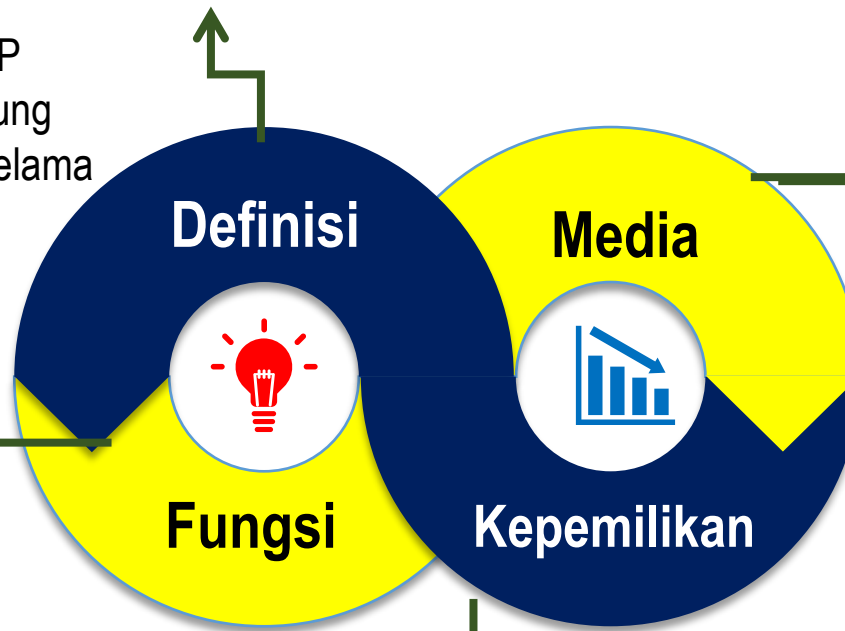 P
ung
elama
Definisi
Media
Fungsi
Kepemilikan